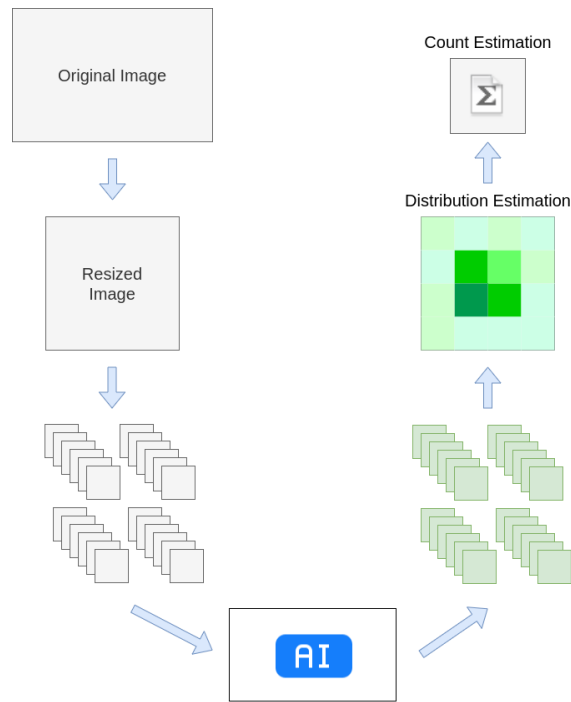 Original Image
Resized
Image
AI
Count Estimation
Σ
Distribution Estimation